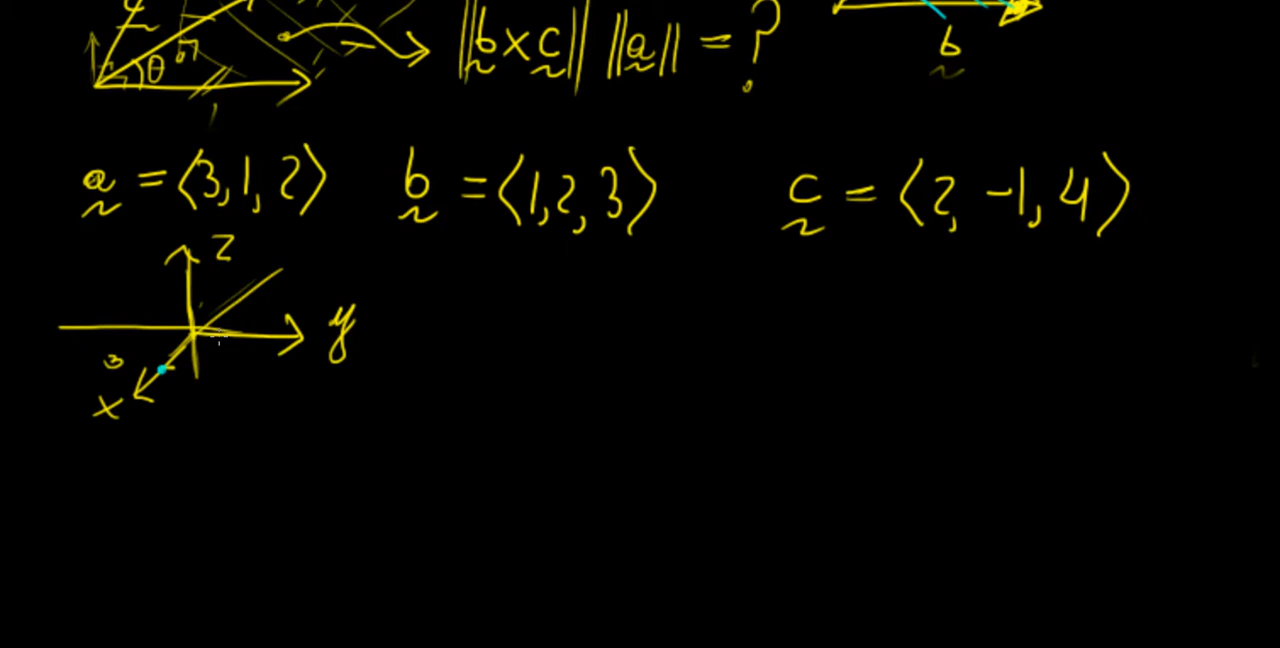 θ ‖b × c‖ ‖a‖ = ? b
a = ⟨3, 1, 2⟩ b = ⟨1, 2, 3⟩ c = ⟨2, -1, 4⟩
z
y
3
x